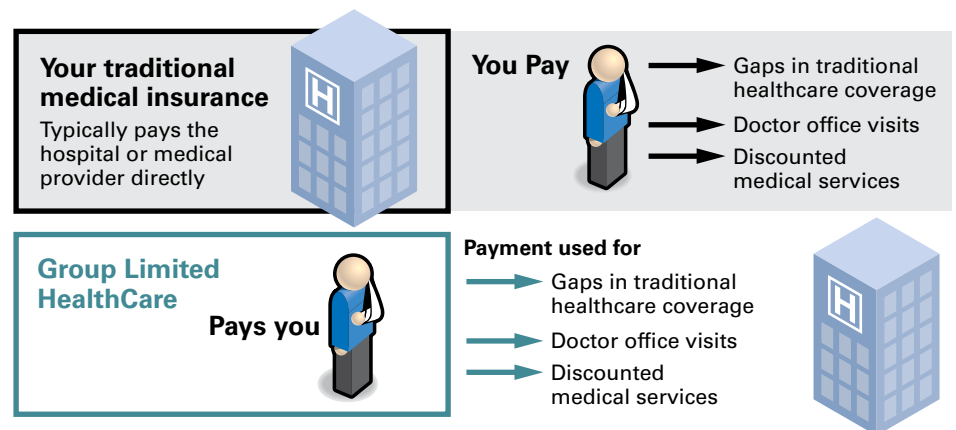 Your traditional
medical insurance
Typically pays the
hospital or medical
provider directly
H
You Pay
Gaps in traditional
healthcare coverage
Doctor office visits
Discounted
medical services
Group Limited
HealthCare
Pays you
Payment used for
Gaps in traditional
healthcare coverage
Doctor office visits
Discounted
medical services
H